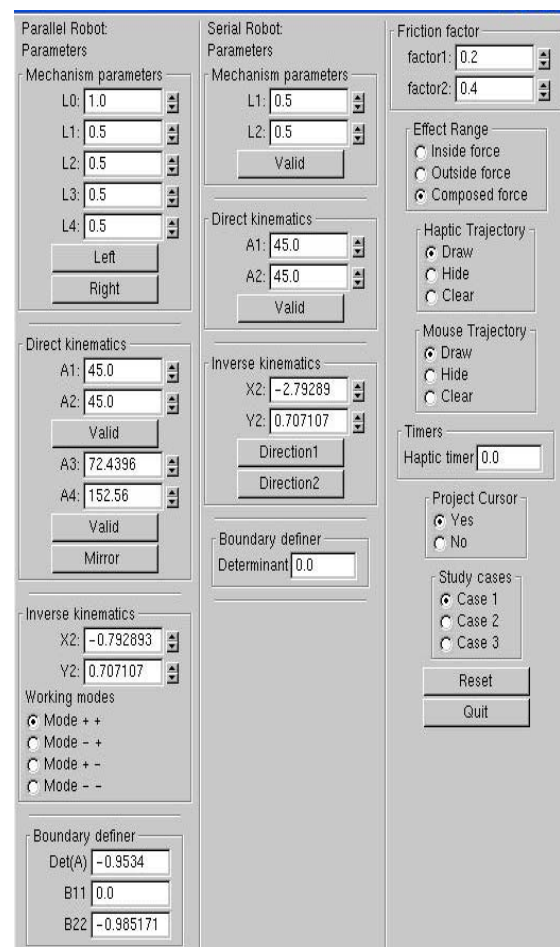 Parallel Robot:
Parameters
Mechanism parameters
L0: 1.0
L1: 0.5
L2: 0.5
L3: 0.5
L4: 0.5
Left
Right
Direct kinematics
A1: 45.0
A2: 45.0
Valid
A3: 72.4396
A4: 152.56
Valid
Mirror
Inverse kinematics
X2: -0.792893
Y2: 0.707107
Working modes
Mode + +
Mode - +
Mode + -
Mode - -
Boundary definer
Det(A) -0.9534
B11 0.0
B22 -0.985171
Serial Robot:
Parameters
Mechanism parameters
L1: 0.5
L2: 0.5
Valid
Direct kinematics
A1: 45.0
A2: 45.0
Valid
Inverse kinematics
X2: -2.79289
Y2: 0.707107
Direction1
Direction2
Boundary definer
Determinant 0.0
Friction factor
factor1: 0.2
factor2: 0.4
Effect Range
Inside force
Outside force
Composed force
Haptic Trajectory
Draw
Hide
Clear
Mouse Trajectory
Draw
Hide
Clear
Timers
Haptic timer 0.0
Project Cursor
Yes
No
Study cases
Case 1
Case 2
Case 3
Reset
Quit